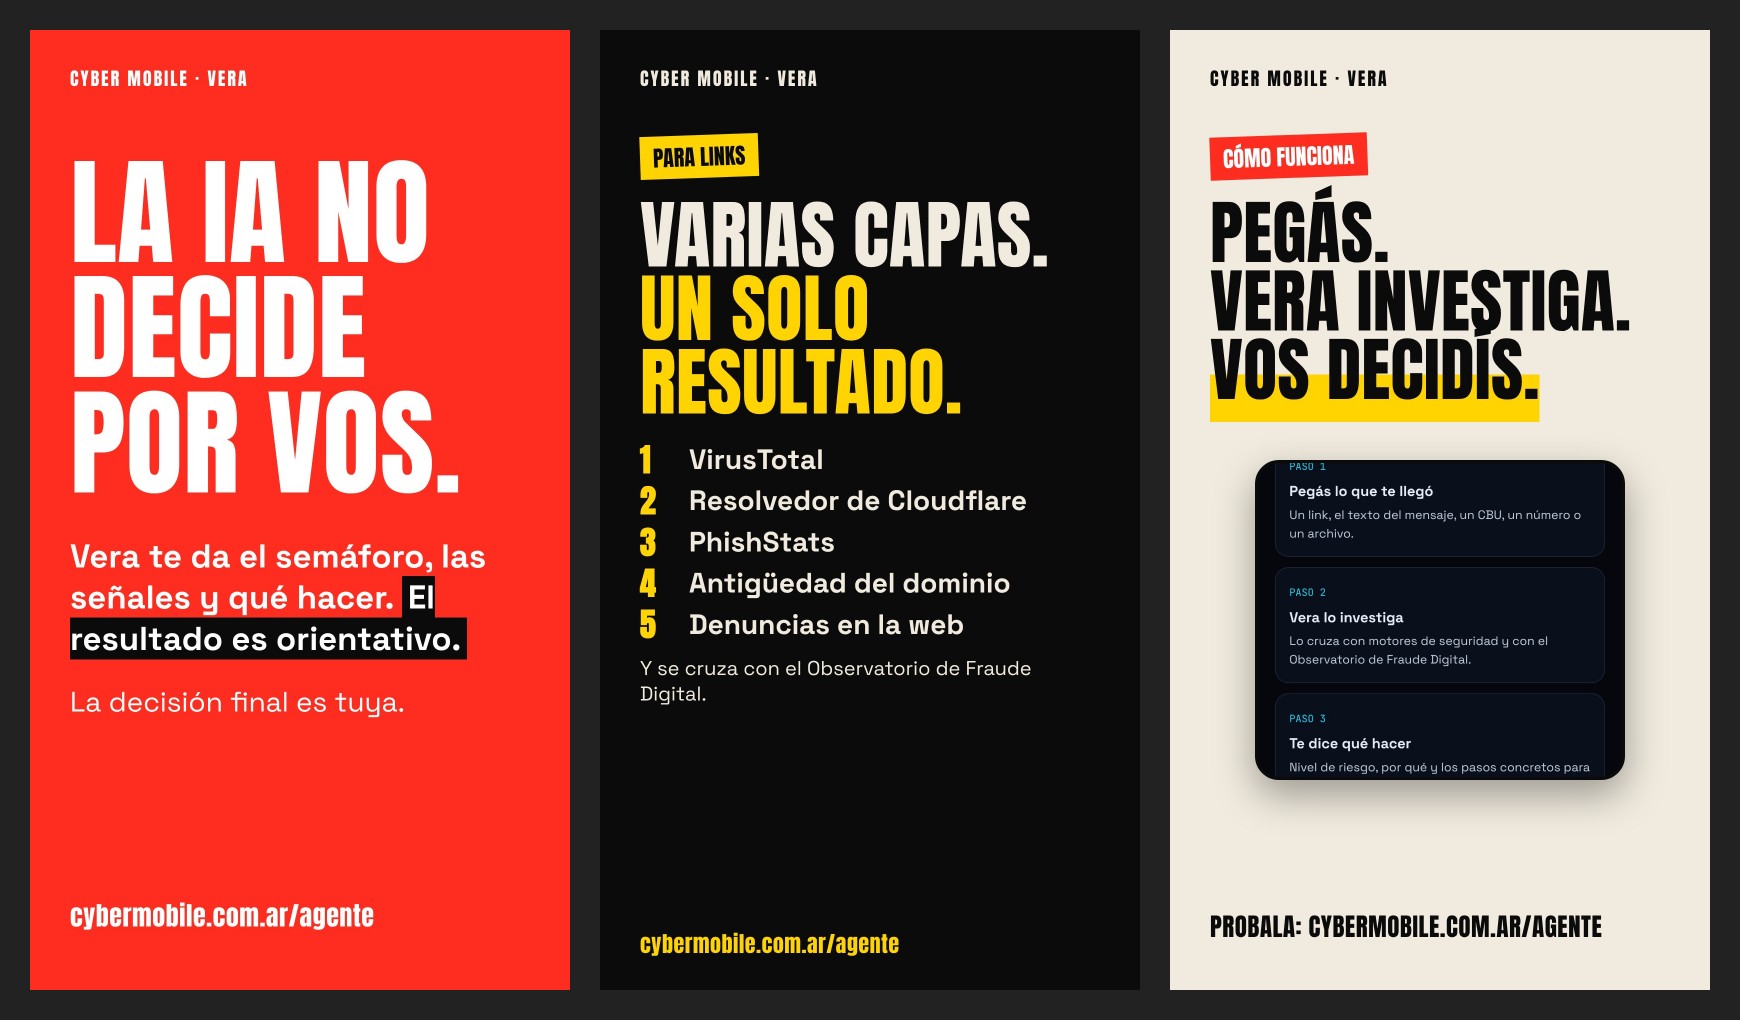 CYBER MOBILE · VERA
LA IA NO
DECIDE
POR VOS.
Vera te da el semáforo, las
señales y qué hacer. El
resultado es orientativo.
La decisión final es tuya.
cybermobile.com.ar/agente
CYBER MOBILE · VERA
PARA LINKS
VARIAS CAPAS.
UN SOLO
RESULTADO.
1 VirusTotal
2 Resolvedor de Cloudflare
3 PhishStats
4 Antigüedad del dominio
5 Denuncias en la web
Y se cruza con el Observatorio de Fraude
Digital.
cybermobile.com.ar/agente
CYBER MOBILE · VERA
CÓMO FUNCIONA
PEGÁS.
VERA INVESTIGA.
VOS DECIDÍS.
PASO 1
Pegás lo que te llegó
Un link, el texto del mensaje, un CBU, un número o
un archivo.
PASO 2
Vera lo investiga
Lo cruza con motores de seguridad y con el
Observatorio de Fraude Digital.
PASO 3
Te dice qué hacer
Nivel de riesgo, por qué y los pasos concretos para
PROBALA: CYBERMOBILE.COM.AR/AGENTE